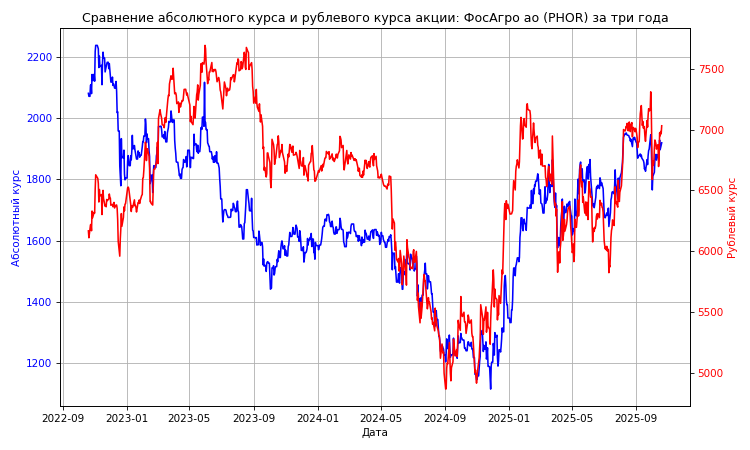 Сравнение абсолютного курса и рублевого курса акции: ФосАгро ао (PHOR) за три года
2200
2000
1800
1600
1400
1200
Абсолютный курс
7500
7000
6500
6000
5500
5000
Рублевый курс
2022-09 2023-01 2023-05 2023-09 2024-01 2024-05 2024-09 2025-01 2025-05 2025-09
Дата